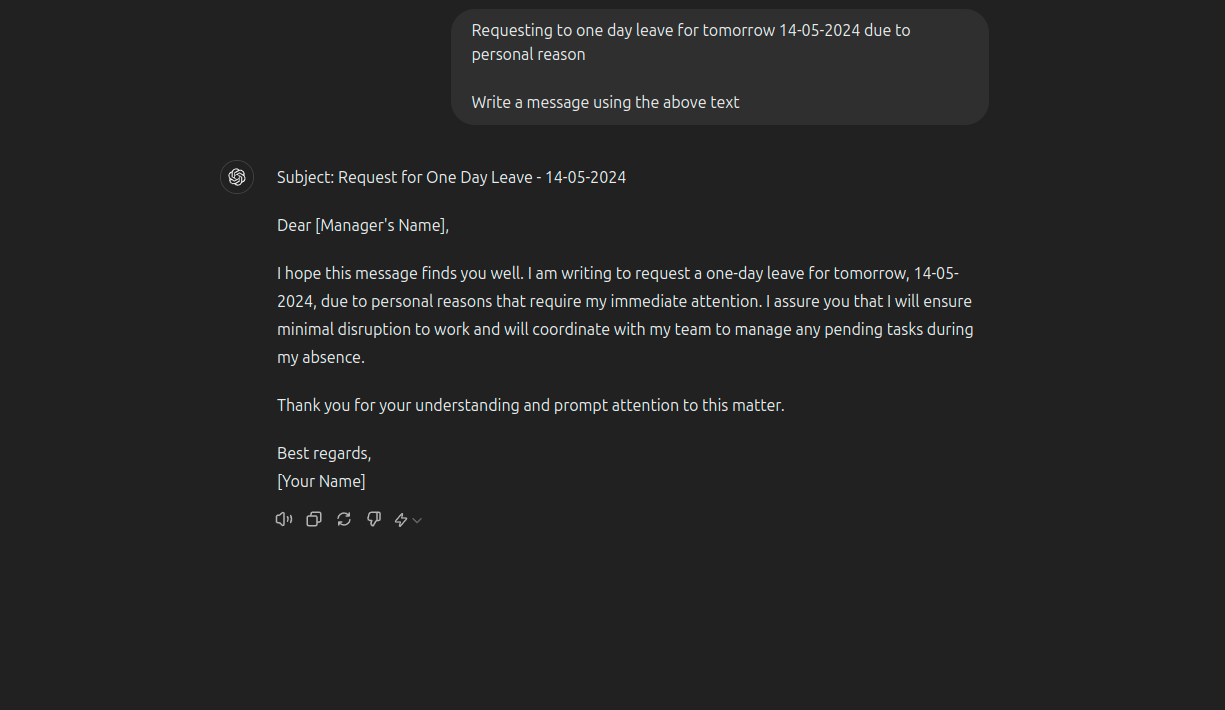 Requesting to one day leave for tomorrow 14-05-2024 due to
personal reason
Write a message using the above text
Subject: Request for One Day Leave - 14-05-2024
Dear [Manager's Name],
I hope this message finds you well. I am writing to request a one-day leave for tomorrow, 14-05-
2024, due to personal reasons that require my immediate attention. I assure you that I will ensure
minimal disruption to work and will coordinate with my team to manage any pending tasks during
my absence.
Thank you for your understanding and prompt attention to this matter.
Best regards,
[Your Name]